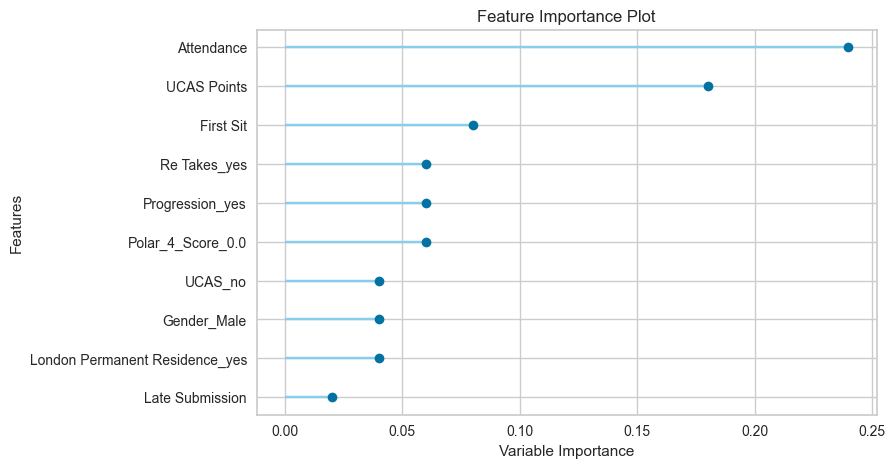 Feature Importance Plot
Features
Attendance
UCAS Points
First Sit
Re Takes_yes
Progression_yes
Polar_4_Score_0.0
UCAS_no
Gender_Male
London Permanent Residence_yes
Late Submission
0.00 0.05 0.10 0.15 0.20 0.25
Variable Importance